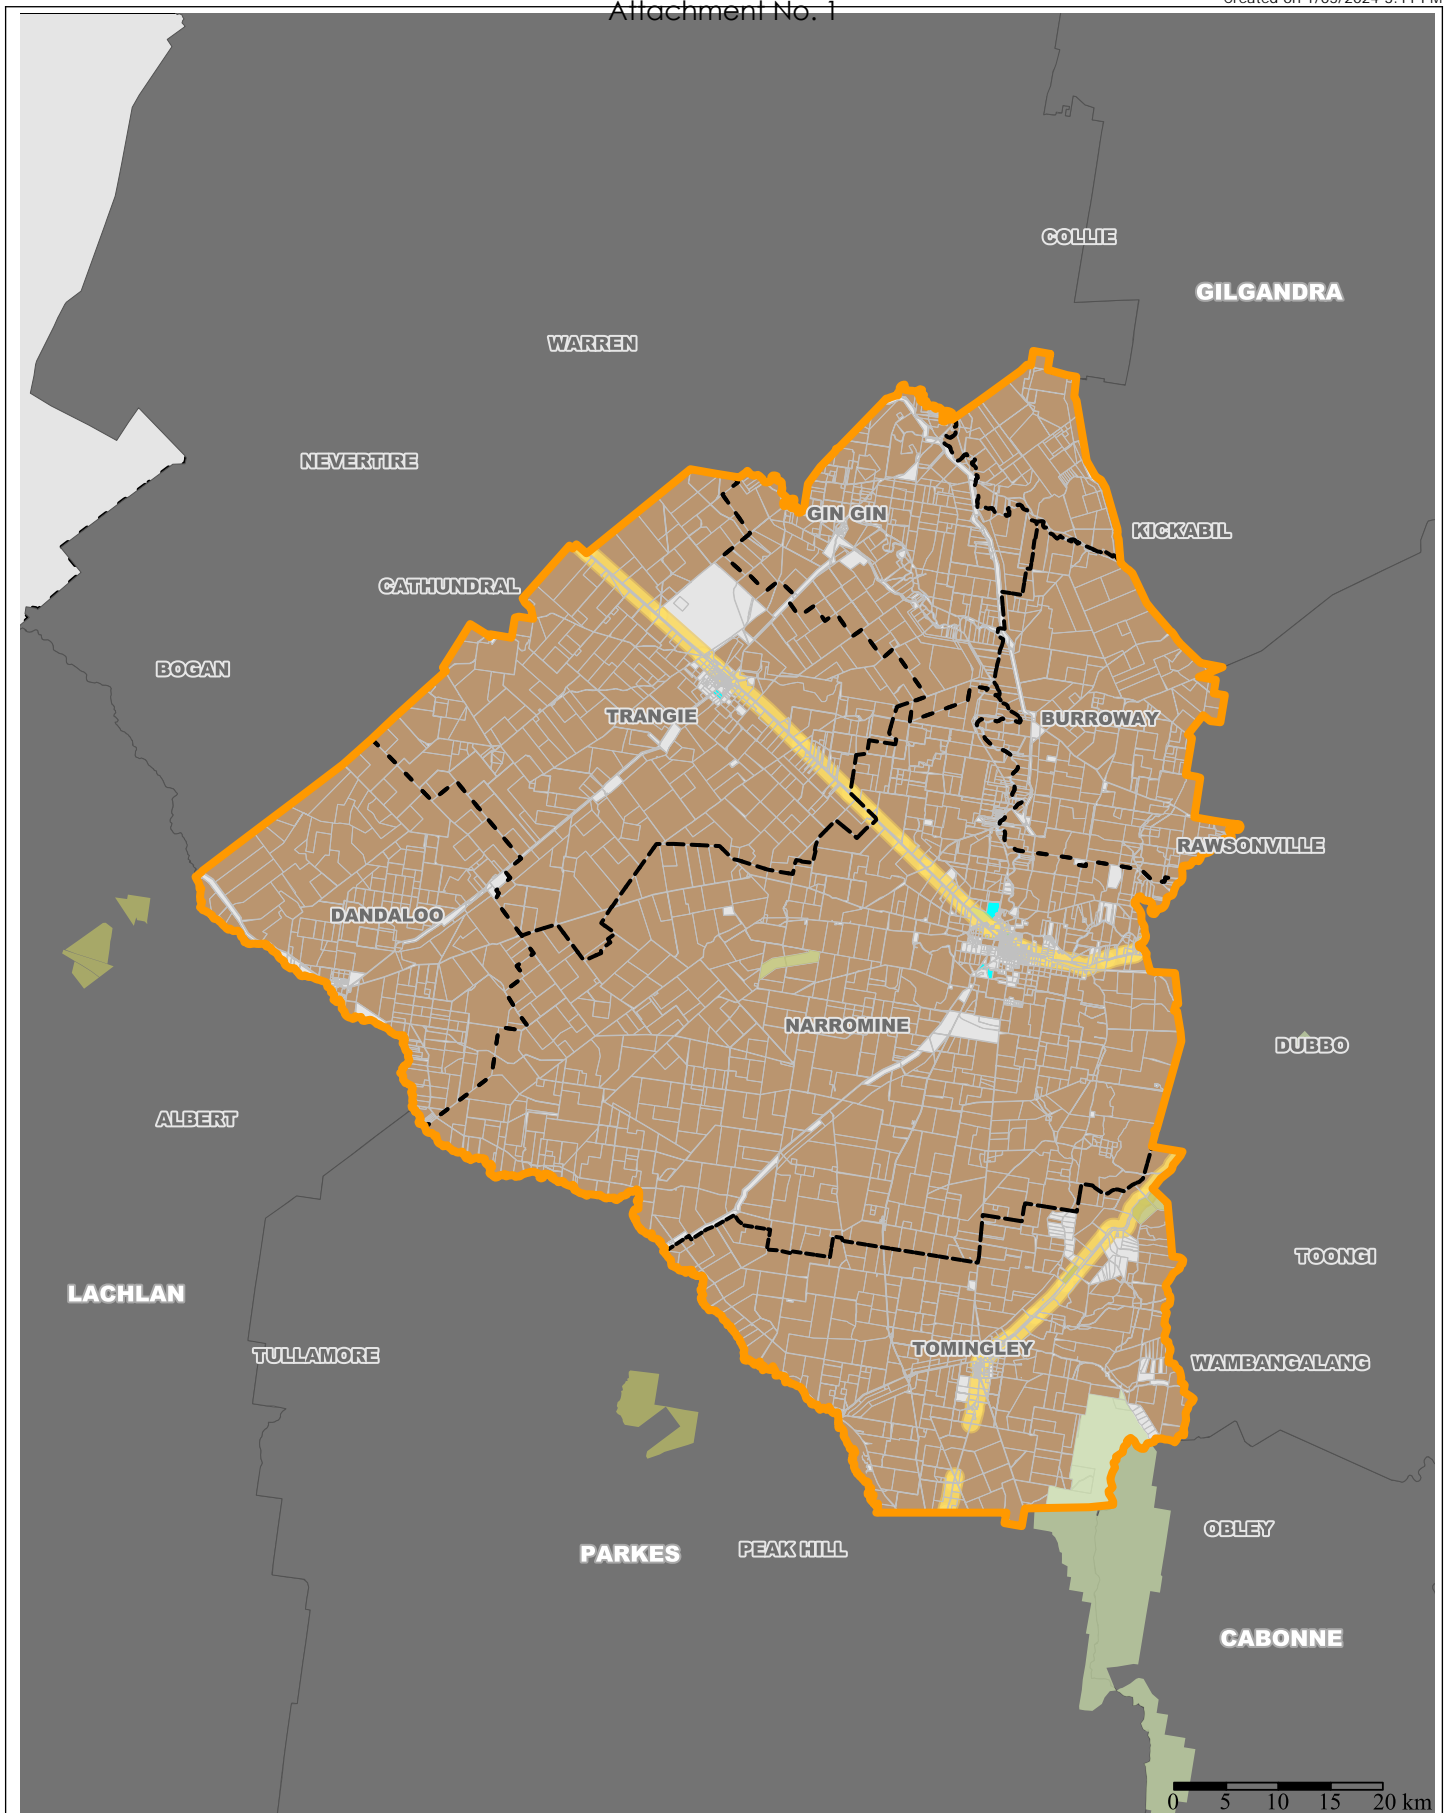 Attachment No. 1
COLLIE
GILGANDRA
WARREN
NEVERTIRE
GIN GIN
KICKABIL
CATHUNDRAL
BOGAN
TRANGIE
BURROWAY
RAWSONVILLE
DANDALOO
NARROMINE
DUBBO
ALBERT
TOONGI
LACHLAN
TOMINGLEY
TULLAMORE
WAMBANGALANG
OBLEY
PEAK HILL
PARKES
CABONNE
0 5 10 15 20 km